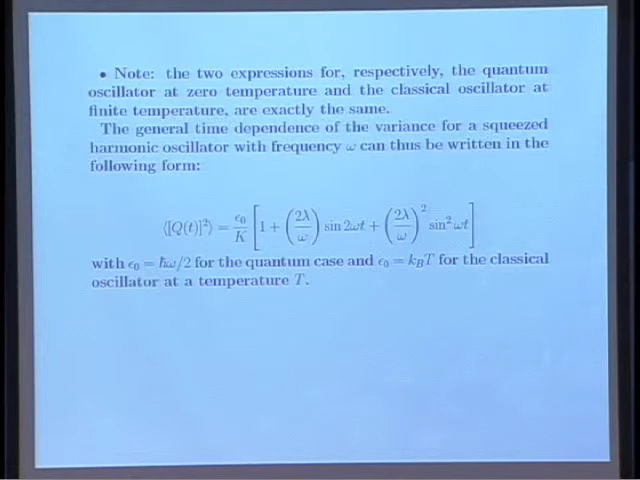 • Note: the two expressions for, respectively, the quantum
oscillator at zero temperature and the classical oscillator at
finite temperature, are exactly the same.
The general time dependence of the variance for a squeezed
harmonic oscillator with frequency ω can thus be written in the
following form:
⟨[Q(t)]²⟩ = ϵ₀/K [1 + (2λ/ω) sin 2ωt + (2λ/ω)² sin² ωt]
with ϵ₀ = ℏω/2 for the quantum case and ϵ₀ = k_BT for the classical
oscillator at a temperature T.